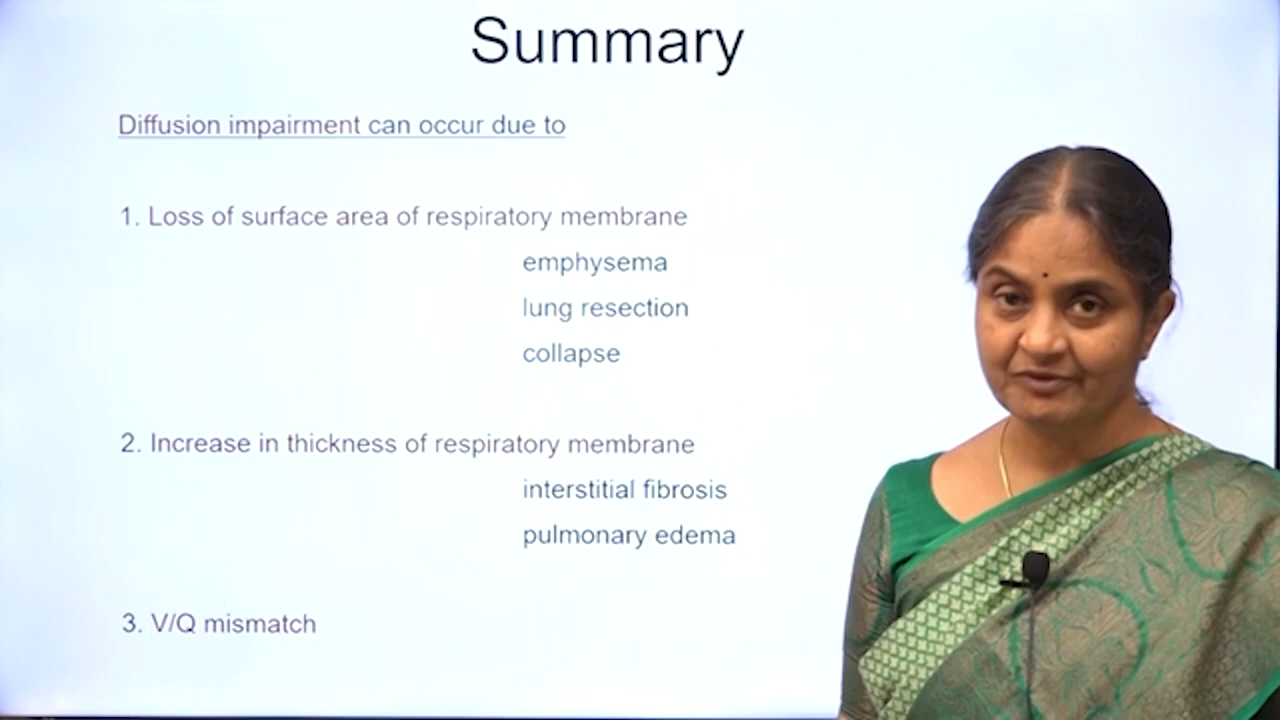 Summary
Diffusion impairment can occur due to
1. Loss of surface area of respiratory membrane
emphysema
lung resection
collapse
2. Increase in thickness of respiratory membrane
interstitial fibrosis
pulmonary edema
3. V/Q mismatch